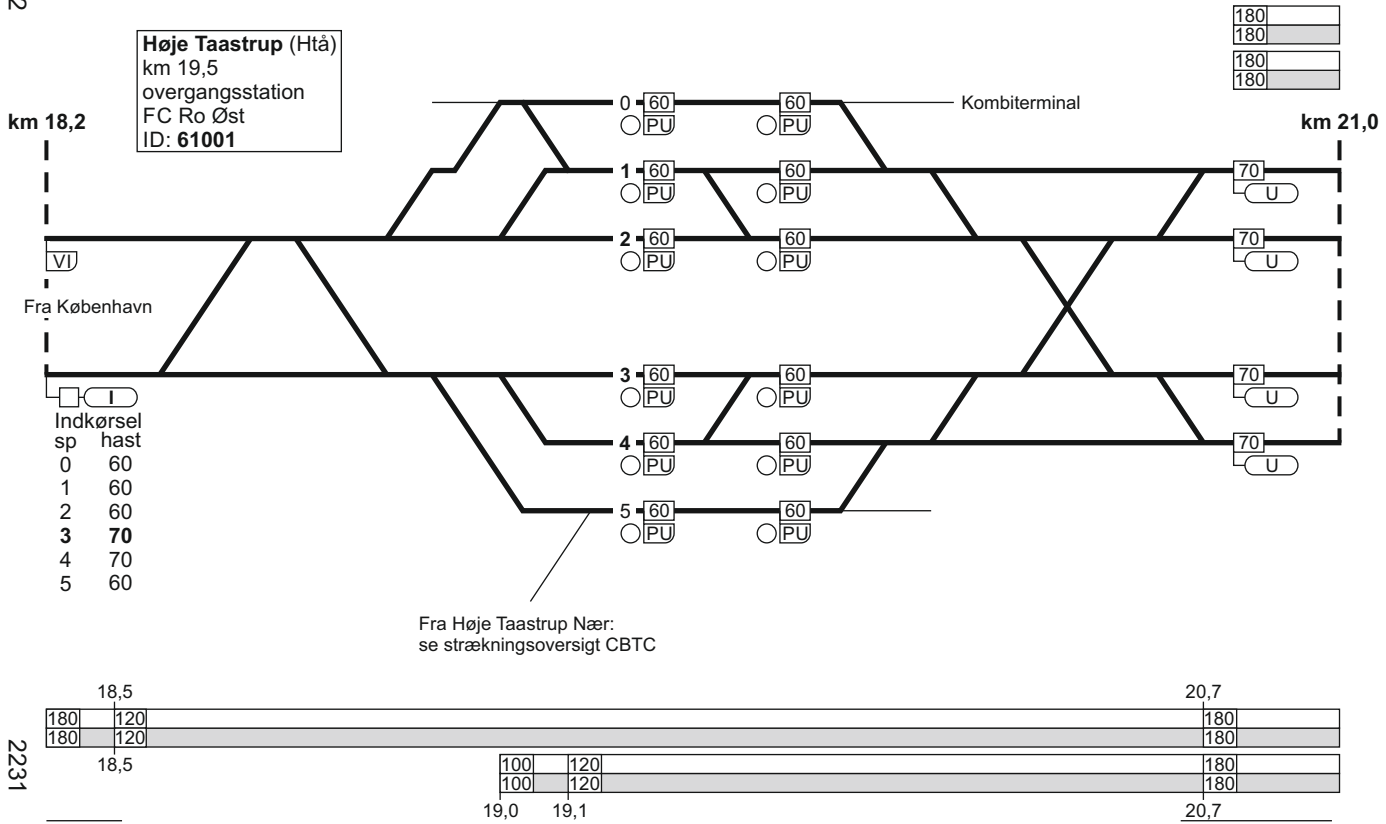 2
180
180
180
180
Høje Taastrup (Htå)
km 19,5
overgangsstation
FC Ro Øst
ID: 61001
km 18,2
km 21,0
0 60 60 Kombiterminal
PU PU
1 60 60 70
PU PU U
2 60 60 70
VI PU PU U
Fra København
3 60 60 70
I PU PU U
Indkørsel
sp hast
0 60
1 60
2 60
3 70
4 70
5 60
4 60 60 70
PU PU U
5 60 60
PU PU
Fra Høje Taastrup Nær:
se strækningsoversigt CBTC
18,5 20,7
180 120 180
180 120 180
18,5
100 120 180
100 120 180
19,0 19,1 20,7
2231